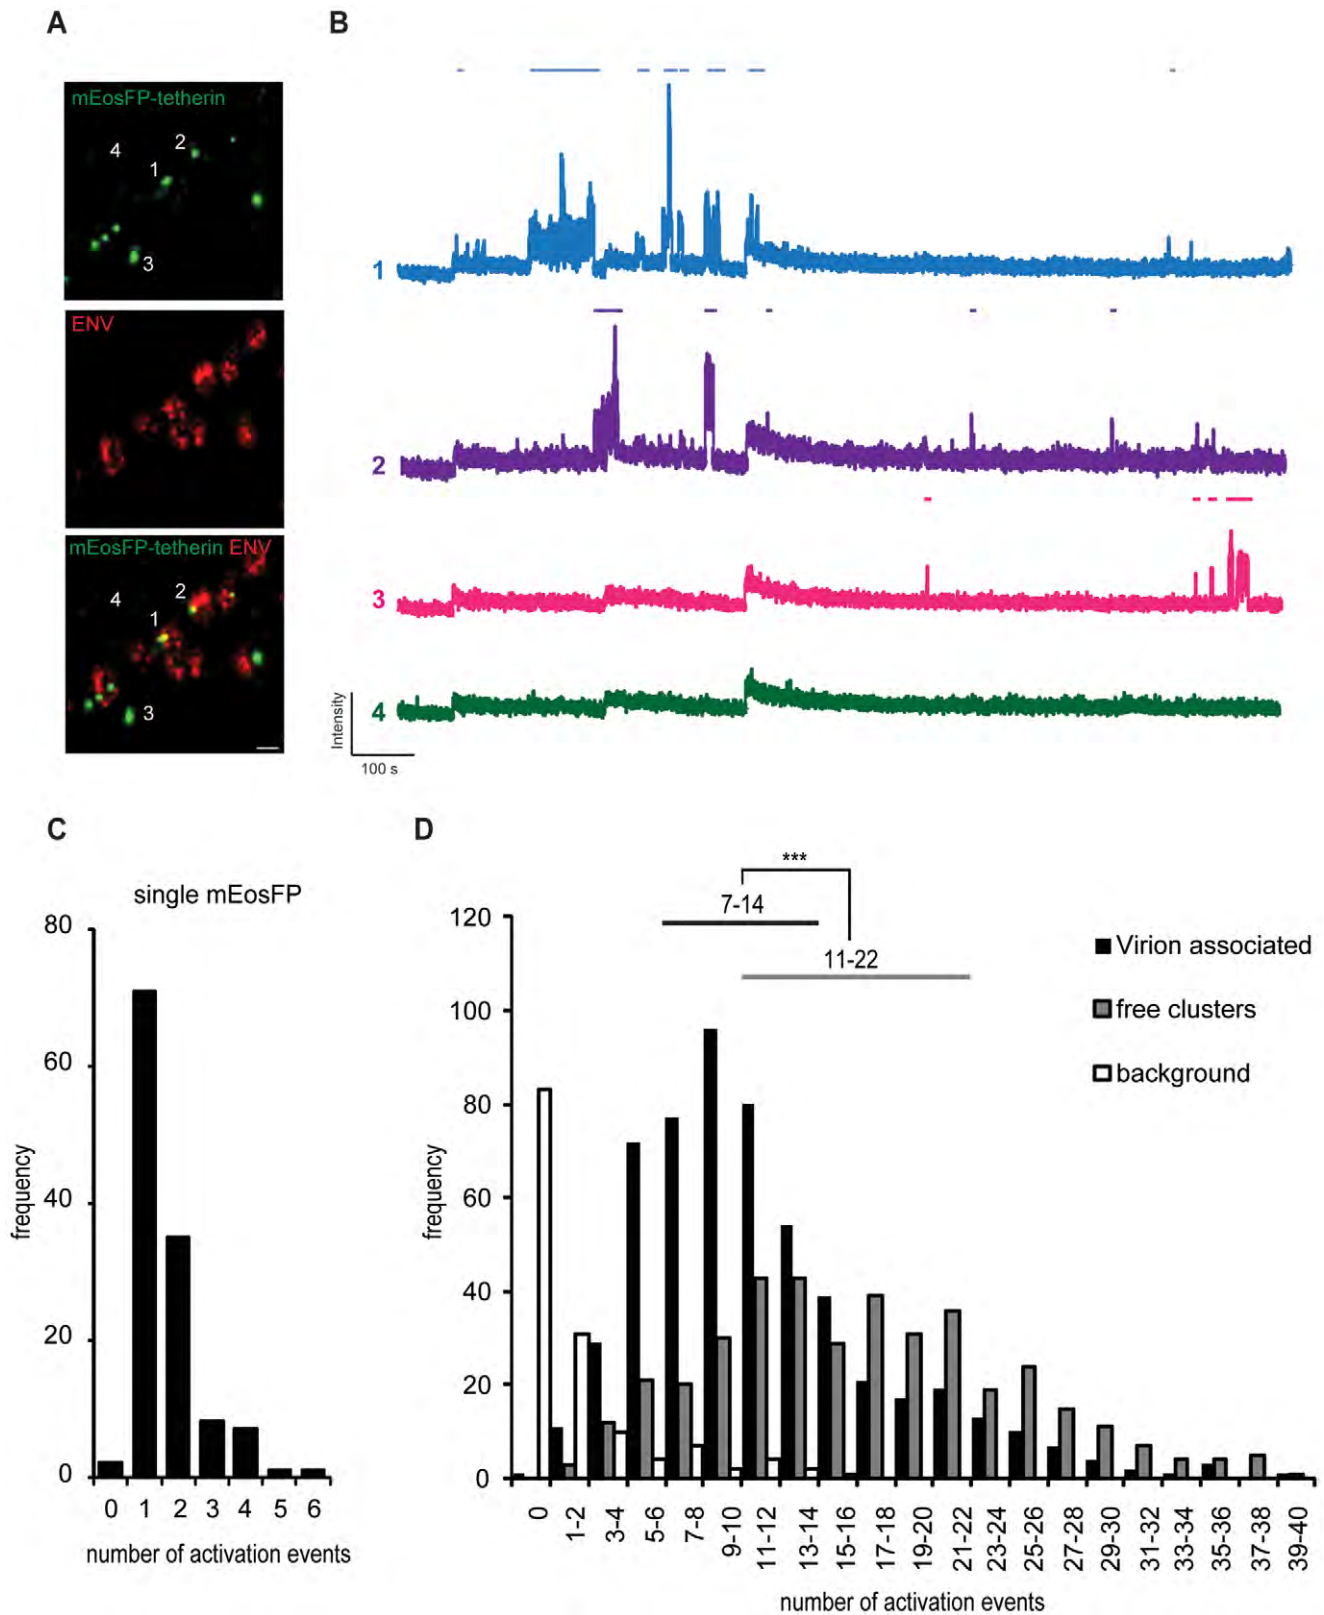 A
B
mEosFP-tetherin
4
2
1
3
ENV
mEosFP-tetherin ENV
4
2
1
3
1
2
3
4
Intensity
100 s
C
D
single mEosFP
80
60
40
20
0
frequency
0 1 2 3 4 5 6
number of activation events
***
7-14
11-22
120
100
80
60
40
20
0
frequency
Virion associated
free clusters
background
0 1-2 3-4 5-6 7-8 9-10 11-12 13-14 15-16 17-18 19-20 21-22 23-24 25-26 27-28 29-30 31-32 33-34 35-36 37-38 39-40
number of activation events